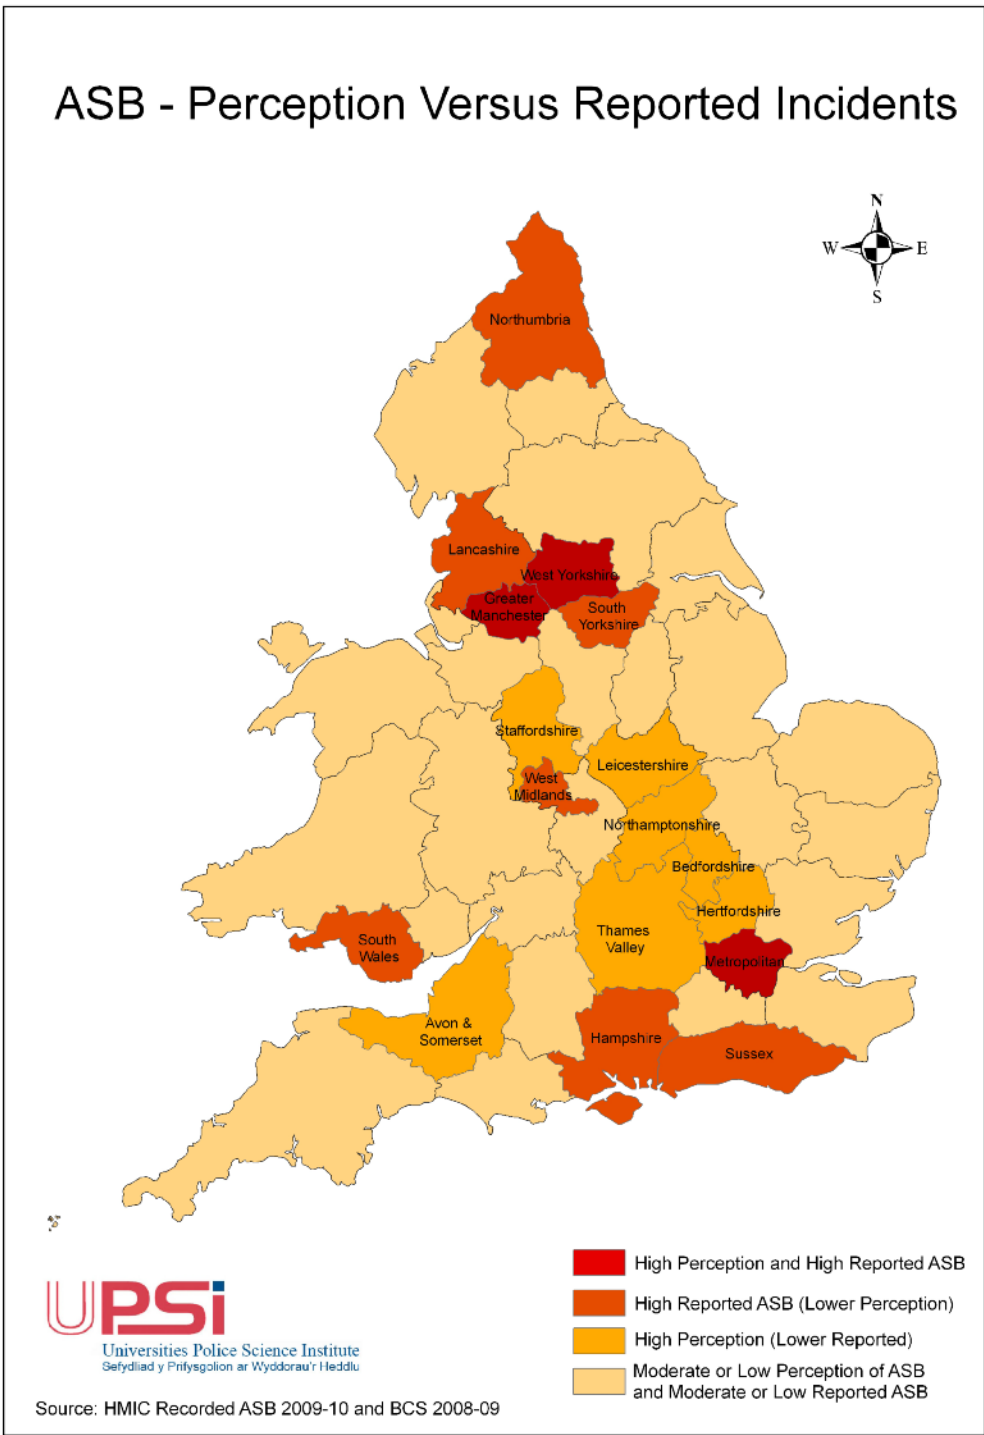 ASB - Perception Versus Reported Incidents
N
W
E
S
Northumbria
Lancashire
West Yorkshire
Greater
Manchester
South
Yorkshire
Staffordshire
Leicestershire
West
Midlands
Northamptonshire
Bedfordshire
Hertfordshire
Thames
Valley
South
Wales
Metropolitan
Avon &
Somerset
Hampshire
Sussex
High Perception and High Reported ASB
High Reported ASB (Lower Perception)
High Perception (Lower Reported)
Moderate or Low Perception of ASB
and Moderate or Low Reported ASB
UPSi
Universities Police Science Institute
Sefydliad y Prifysgolion ar Wyddorau'r Heddlu
Source: HMIC Recorded ASB 2009-10 and BCS 2008-09